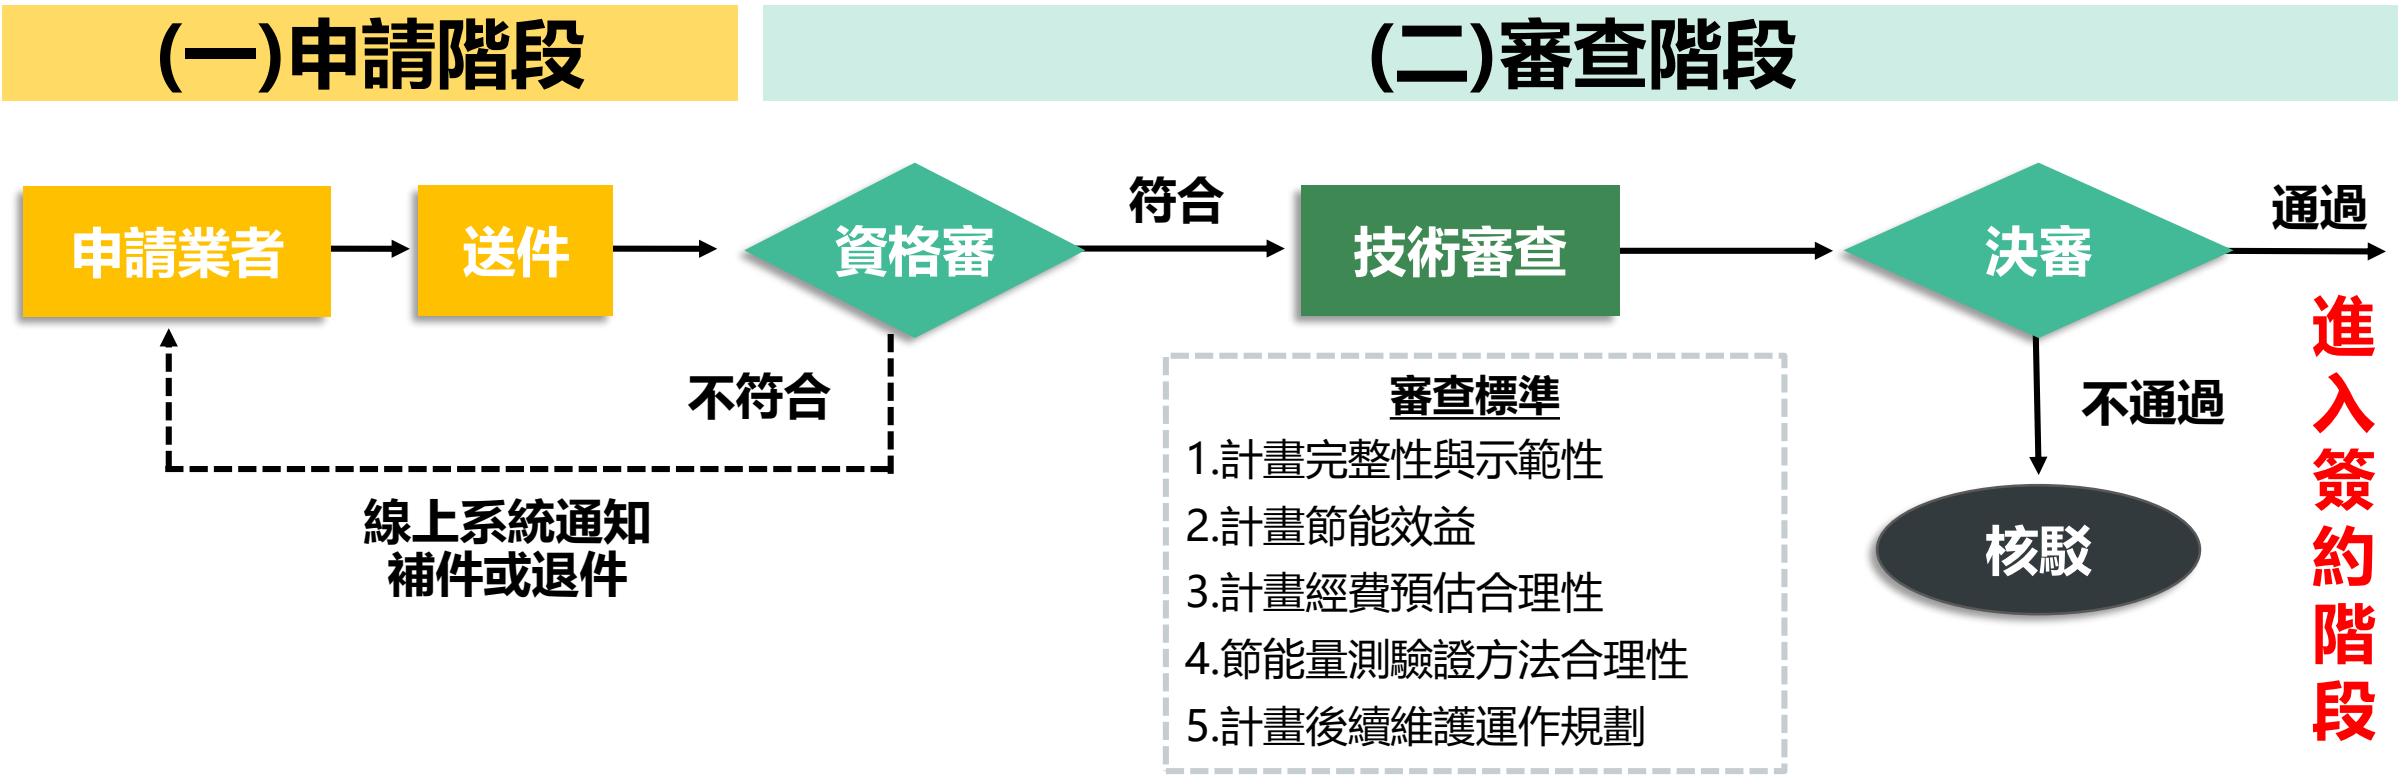 (一)申請階段
(二)審查階段
申請業者
送件
資格審
符合
技術審查
決審
通過
不符合
線上系統通知
補件或退件
審查標準
1.計畫完整性與示範性
2.計畫節能效益
3.計畫經費預估合理性
4.節能量測驗證方法合理性
5.計畫後續維護運作規劃
不通過
核駁
進
入
簽
約
階
段